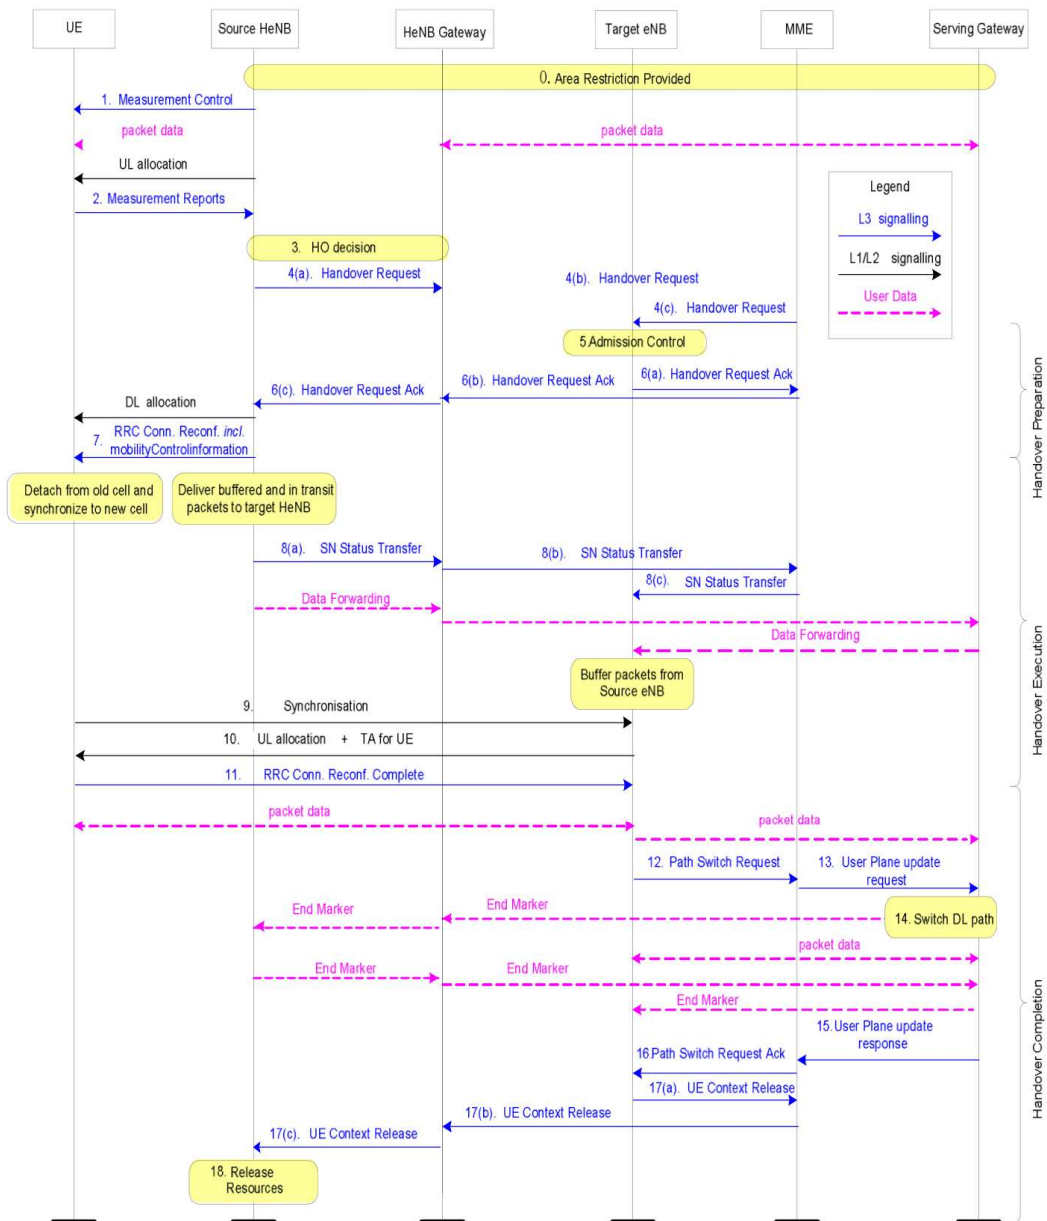 UE
Source HeNB
HeNB Gateway
Target eNB
MME
Serving Gateway
0. Area Restriction Provided
1. Measurement Control
packet data
packet data
UL allocation
2. Measurement Reports
Legend
L3 signalling
L1/L2 signalling
User Data
3. HO decision
4(a). Handover Request
4(b). Handover Request
4(c). Handover Request
5.Admission Control
6(a). Handover Request Ack
6(b). Handover Request Ack
6(c). Handover Request Ack
DL allocation
7. RRC Conn. Reconf. incl.
mobilityControlinformation
Handover Preparation
Detach from old cell and
synchronize to new cell
Deliver buffered and in transit
packets to target HeNB
8(a). SN Status Transfer
8(b). SN Status Transfer
8(c). SN Status Transfer
Data Forwarding
Data Forwarding
Buffer packets from
Source eNB
9. Synchronisation
10. UL allocation + TA for UE
11. RRC Conn. Reconf. Complete
Handover Execution
packet data
packet data
12. Path Switch Request
13. User Plane update
request
End Marker
End Marker
14. Switch DL path
packet data
End Marker
End Marker
End Marker
15.User Plane update
response
16.Path Switch Request Ack
17(a). UE Context Release
17(b). UE Context Release
17(c). UE Context Release
18. Release
Resources
Handover Completion